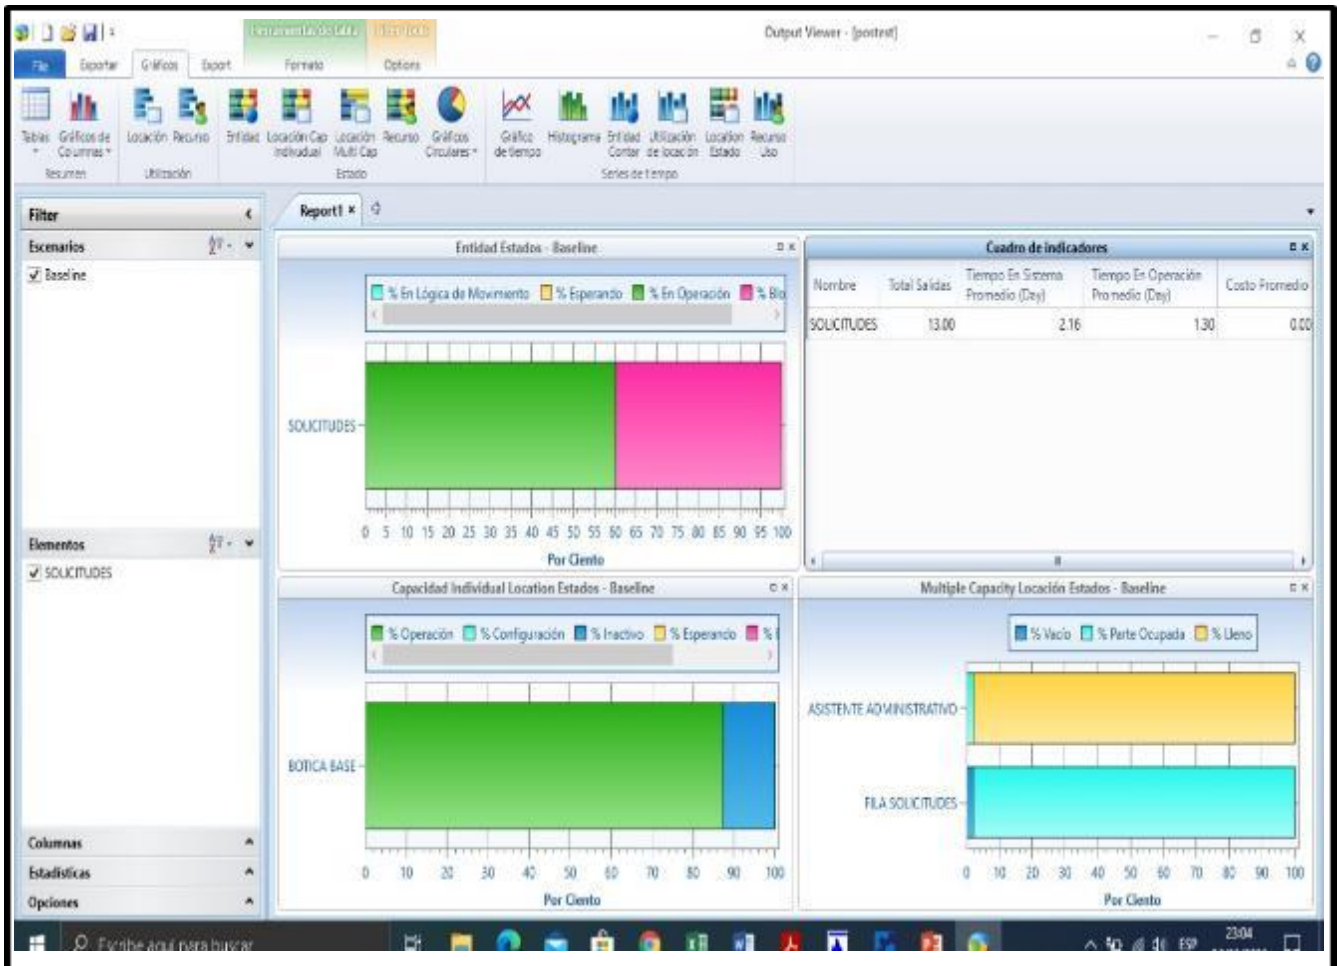 Output Viewer - [postest]
File Exportar Gráficos Export Formato Options
Tablas
Gráficos de Columnas
Locación
Recurso
Entidad
Locación Cap Individual
Locación Multi Cap
Recurso
Gráficos Circulares
Gráfico de tiempo
Histograma
Entidad Contar
Utilización de locación
Location Estado
Recurso Uso
Resumen Utilización Estado Series de tiempo
Filter
Escenarios
Baseline
Elementos
SOLICITUDES
Columnas
Estadísticas
Opciones
Report1
Entidad Estados - Baseline
% En Lógica de Movimiento % Esperando % En Operación % Blo
SOLICITUDES
0 5 10 15 20 25 30 35 40 45 50 55 60 65 70 75 80 85 90 95 100
Por Ciento
Cuadro de indicadores
Nombre
Total Salidas
Tiempo En Sistema Promedio (Day)
Tiempo En Operación Promedio (Day)
Costo Promedio
SOLICITUDES 13.00 2.16 1.30 0.00
Capacidad Individual Location Estados - Baseline
% Operación % Configuración % Inactivo % Esperando %
BOTICA BASE
0 10 20 30 40 50 60 70 80 90 100
Por Ciento
Multiple Capacity Locación Estados - Baseline
% Vacío % Parte Ocupada % Lleno
ASISTENTE ADMINISTRATIVO
FILA SOLICITUDES
0 10 20 30 40 50 60 70 80 90 100
Por Ciento
Escribe aquí para buscar
ESP
23:04